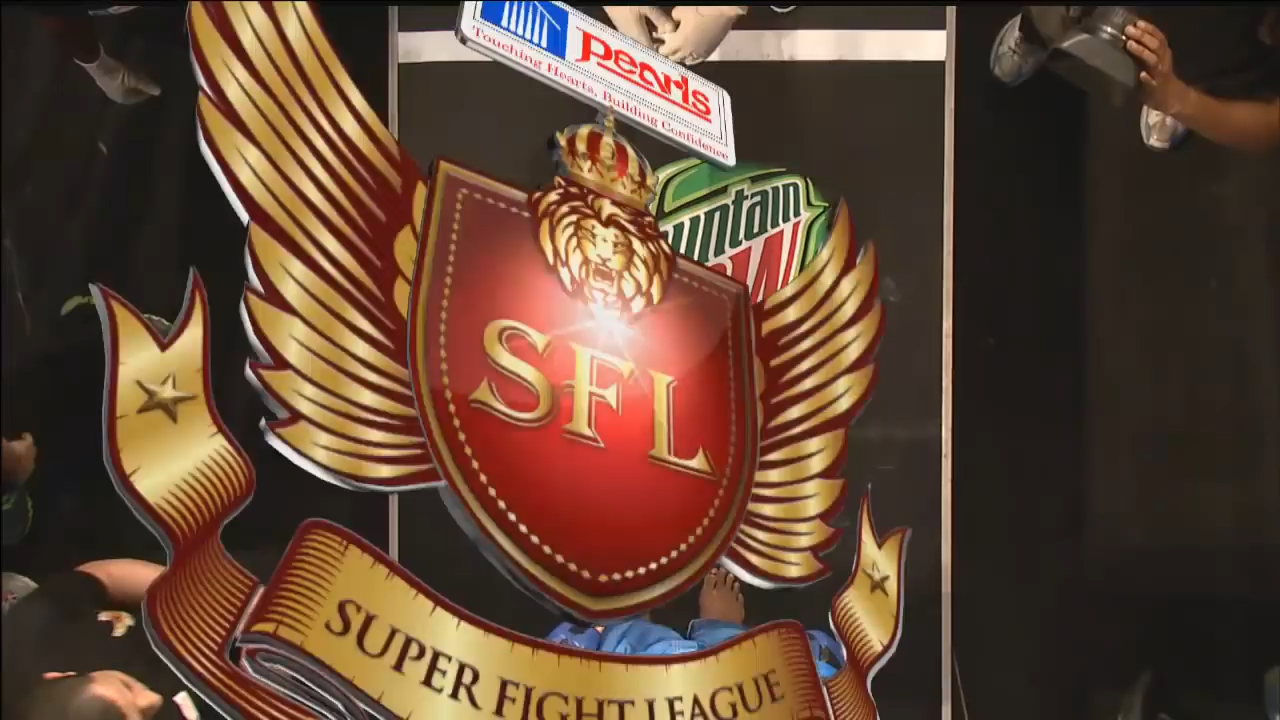 Pearls
Touching Hearts, Building Confidence
SFL
SUPER FIGHT LEAGUE